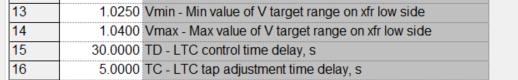 13 1.0250 Vmin - Min value of V target range on xfr low side
14 1.0400 Vmax - Max value of V target range on xfr low side
15 30.0000 TD - LTC control time delay, s
16 5.0000 TC - LTC tap adjustment time delay, s